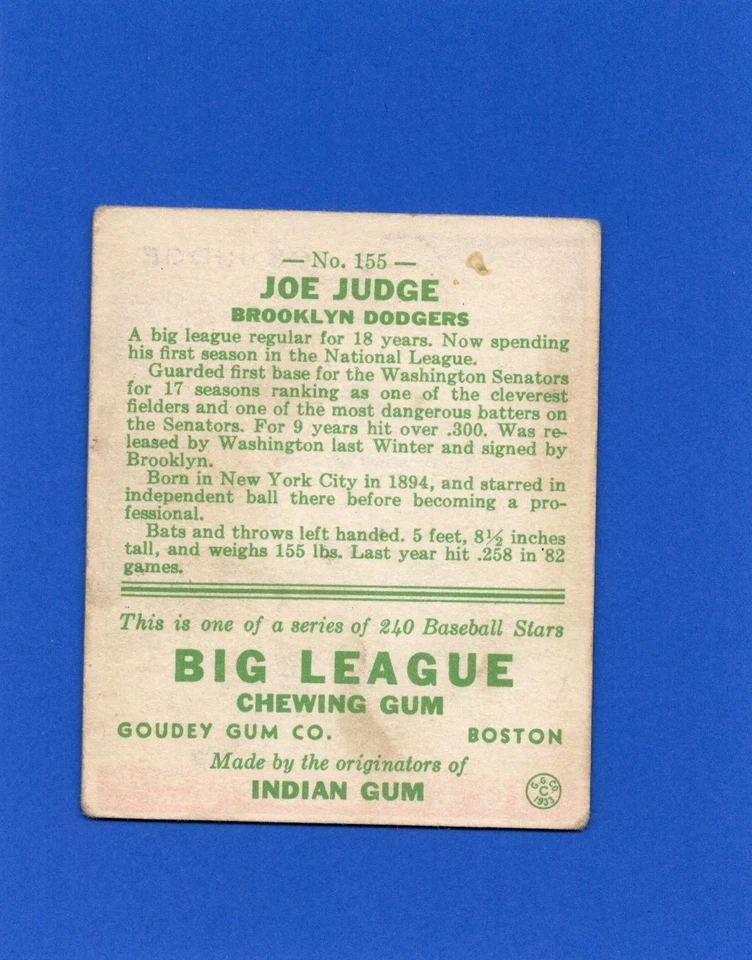 — No. 155 —
JOE JUDGE
BROOKLYN DODGERS
A big league regular for 18 years. Now spending
his first season in the National League.
Guarded first base for the Washington Senators
for 17 seasons ranking as one of the cleverest
fielders and one of the most dangerous batters on
the Senators. For 9 years hit over .300. Was re-
leased by Washington last Winter and signed by
Brooklyn.
Born in New York City in 1894, and starred in
independent ball there before becoming a pro-
fessional.
Bats and throws left handed. 5 feet, 8½ inches
tall, and weighs 155 lbs. Last year hit .258 in 82
games.
This is one of a series of 240 Baseball Stars
BIG LEAGUE
CHEWING GUM
GOUDEY GUM CO. BOSTON
Made by the originators of
INDIAN GUM
G. G. CO.
C
1933